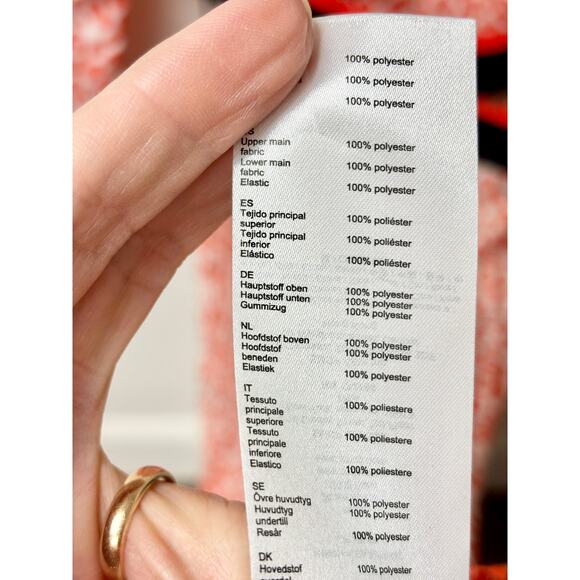 100% polyester
100% polyester
100% polyester
Upper main 100% polyester
fabric
Lower main 100% polyester
fabric
Elastic 100% polyester
ES
Tejido principal 100% poliéster
superior
Tejido principal 100% poliéster
inferior
Elástico 100% poliéster
DE
Hauptstoff oben 100% polyester
Hauptstoff unten 100% polyester
Gummizug 100% polyester
NL
Hoofdstof boven 100% polyester
Hoofdstof 100% polyester
beneden
Elastiek 100% polyester
IT
Tessuto 100% poliestere
principale
superiore
Tessuto 100% poliestere
principale
inferiore
Elastico 100% poliestere
SE
Övre huvudtyg 100% polyester
Huvudtyg 100% polyester
undertill
Resår 100% polyester
DK
Hovedstof 100% polyester